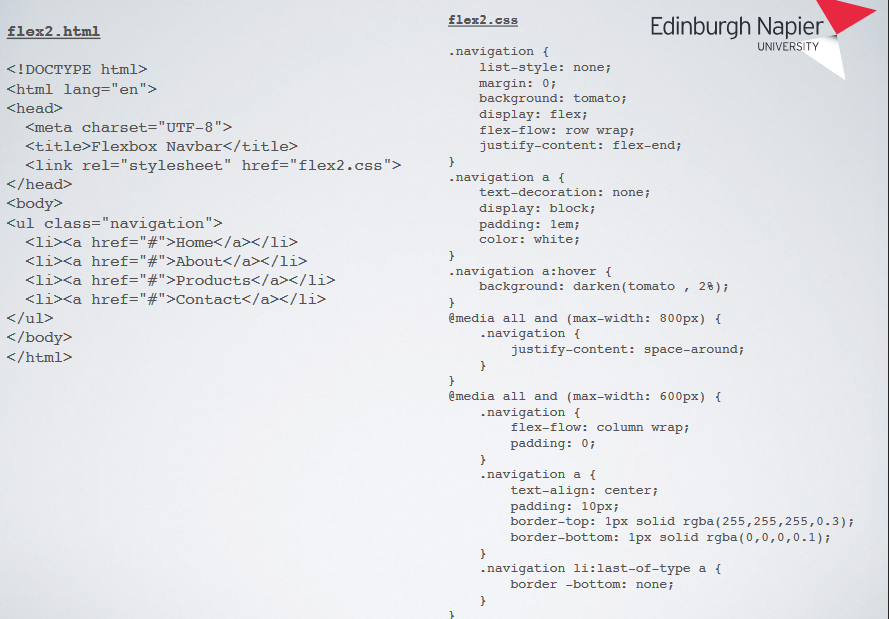 flex2.html
<!DOCTYPE html>
<html lang="en">
<head>
  <meta charset="UTF-8">
  <title>Flexbox Navbar</title>
  <link rel="stylesheet" href="flex2.css">
</head>
<body>
<ul class="navigation">
  <li><a href="#">Home</a></li>
  <li><a href="#">About</a></li>
  <li><a href="#">Products</a></li>
  <li><a href="#">Contact</a></li>
</ul>
</body>
</html>
flex2.css
.navigation {
    list-style: none;
    margin: 0;
    background: tomato;
    display: flex;
    flex-flow: row wrap;
    justify-content: flex-end;
}
.navigation a {
    text-decoration: none;
    display: block;
    padding: 1em;
    color: white;
}
.navigation a:hover {
    background: darken(tomato , 2%);
}
@media all and (max-width: 800px) {
    .navigation {
        justify-content: space-around;
    }
}
@media all and (max-width: 600px) {
    .navigation {
        flex-flow: column wrap;
        padding: 0;
    }
    .navigation a {
        text-align: center;
        padding: 10px;
        border-top: 1px solid rgba(255,255,255,0.3);
        border-bottom: 1px solid rgba(0,0,0,0.1);
    }
    .navigation li:last-of-type a {
        border -bottom: none;
    }
}
Edinburgh Napier
UNIVERSITY